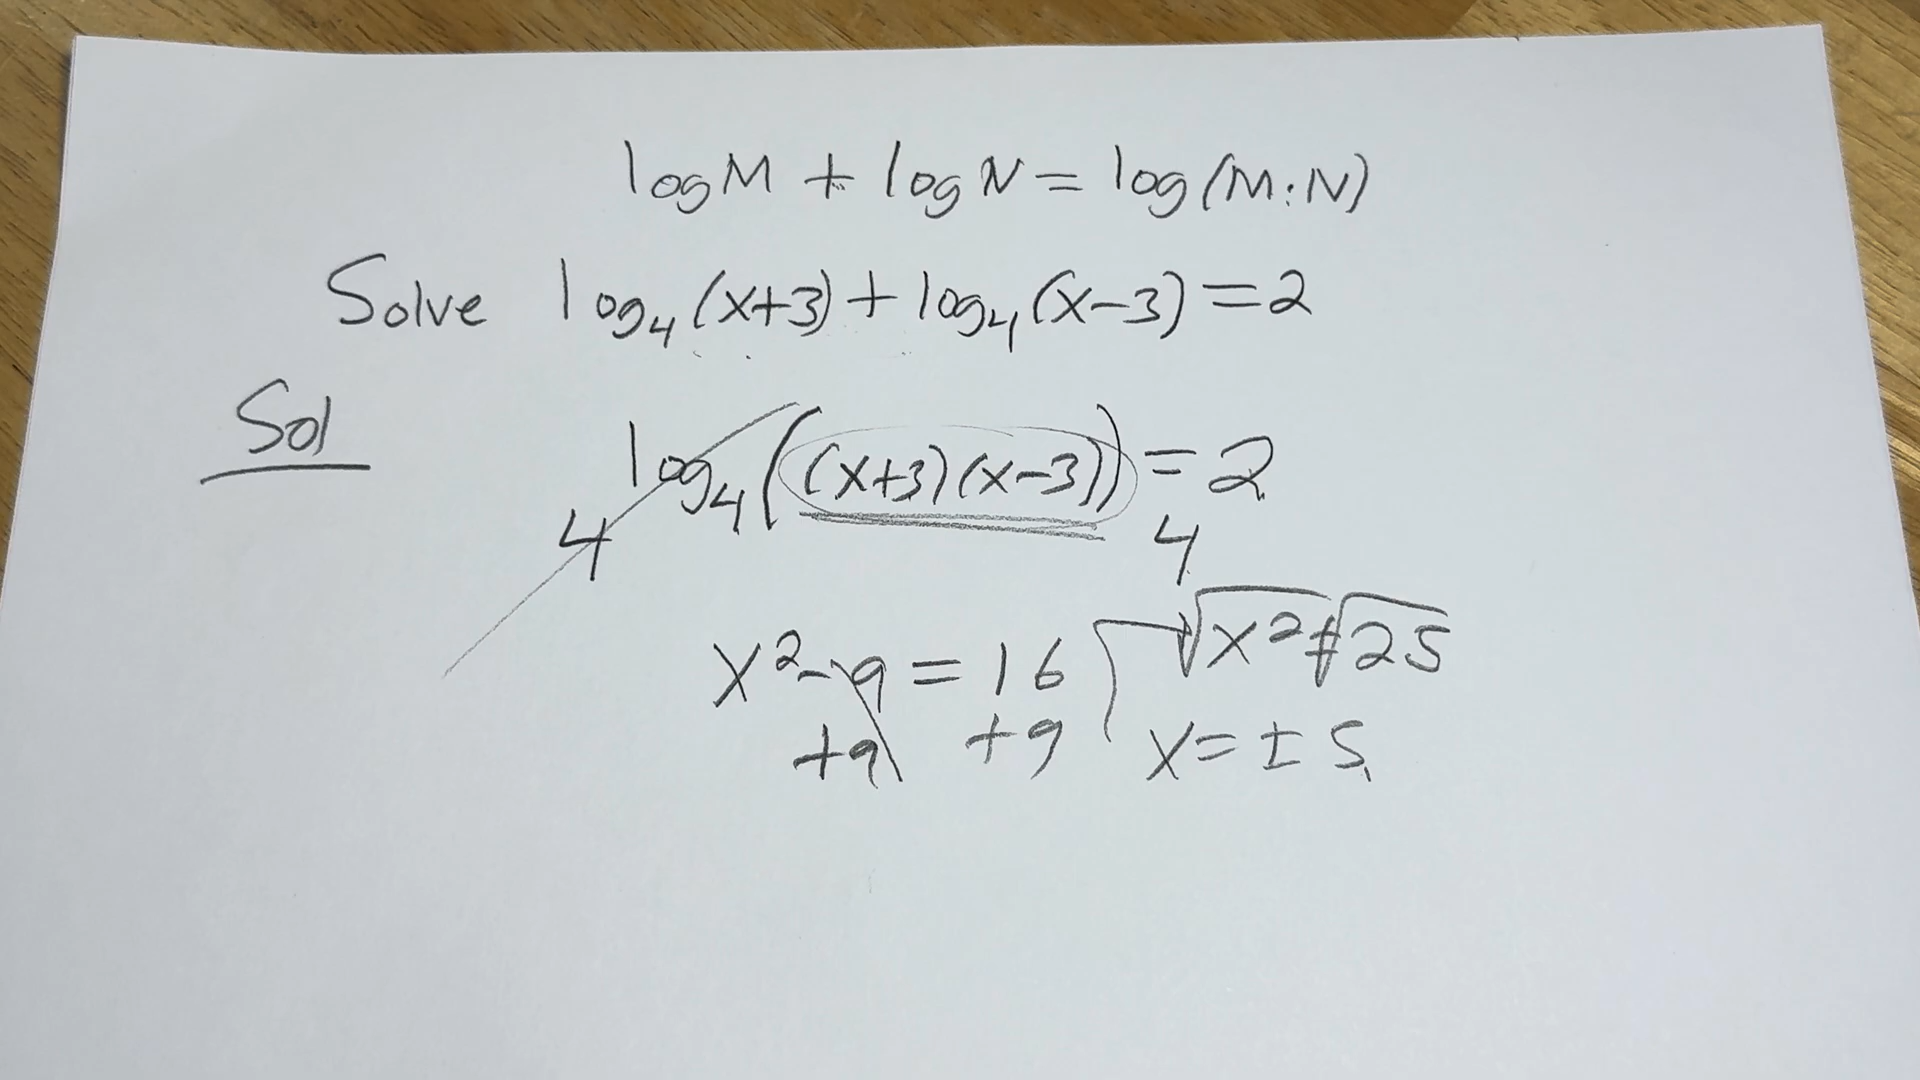 log M + log N = log(M·N)
Solve log₄(x+3) + log₄(x-3) = 2
Sol
log₄((x+3)(x-3)) = 2
4 4
x² - 9 = 16
+9 +9
√x² = √25
x = ± 5